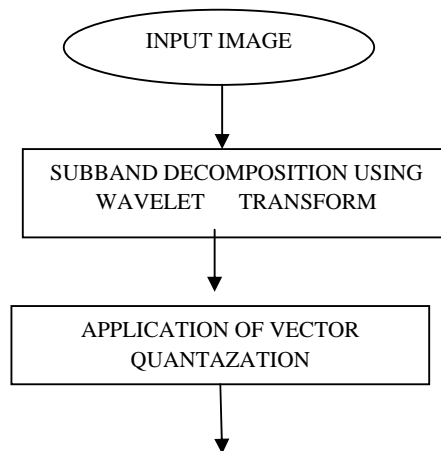 INPUT IMAGE
SUBBAND DECOMPOSITION USING
WAVELET TRANSFORM
APPLICATION OF VECTOR
QUANTAZATION